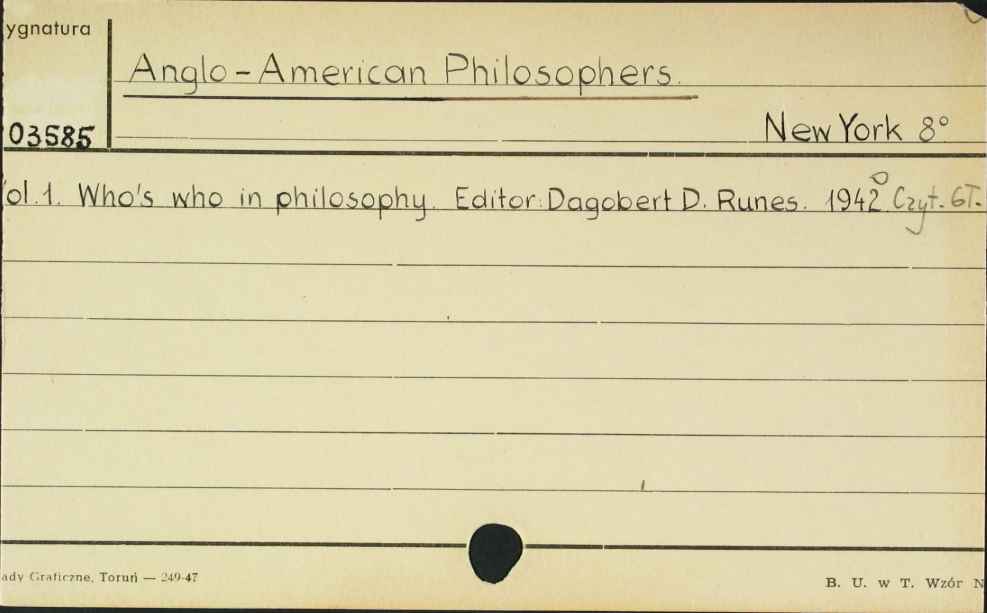 ygnatura
Anglo-American Philosophers.
03585
New York 8°
ol.1. Who's who in philosophy. Editor: Dagobert D. Runes. 1942 Czyt. GT.
ady Graficzne, Toruń — 249-47
B. U. w T. Wzór N